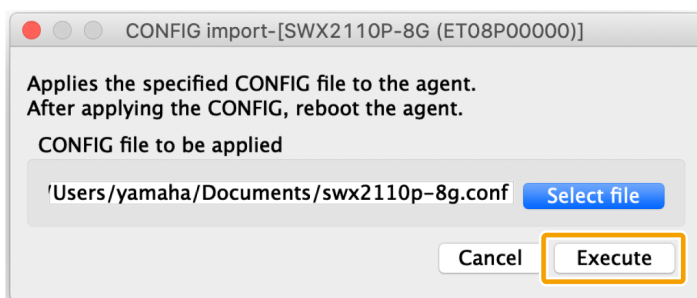 CONFIG import-[SWX2110P-8G (ET08P00000)]
Applies the specified CONFIG file to the agent.
After applying the CONFIG, reboot the agent.
CONFIG file to be applied
/Users/yamaha/Documents/swx2110p-8g.conf Select file
Cancel Execute